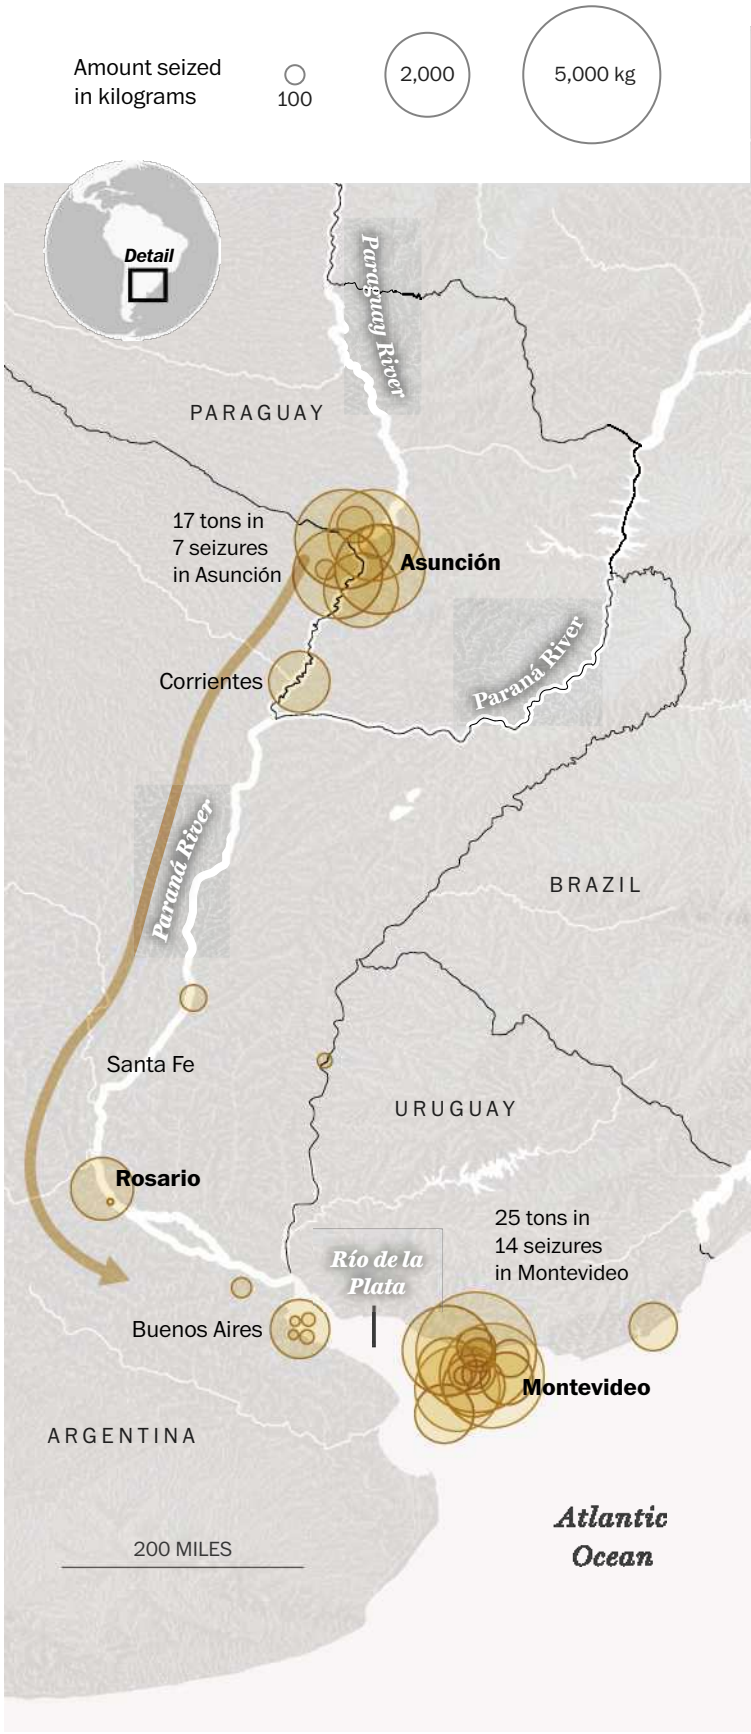 Amount seized
in kilograms
100
2,000
5,000 kg
Detail
Paraguay River
PARAGUAY
17 tons in
7 seizures
in Asunción
Asunción
Corrientes
Paraná River
Paraná River
BRAZIL
Santa Fe
URUGUAY
Rosario
25 tons in
14 seizures
in Montevideo
Río de la
Plata
Buenos Aires
Montevideo
ARGENTINA
Atlantic
Ocean
200 MILES